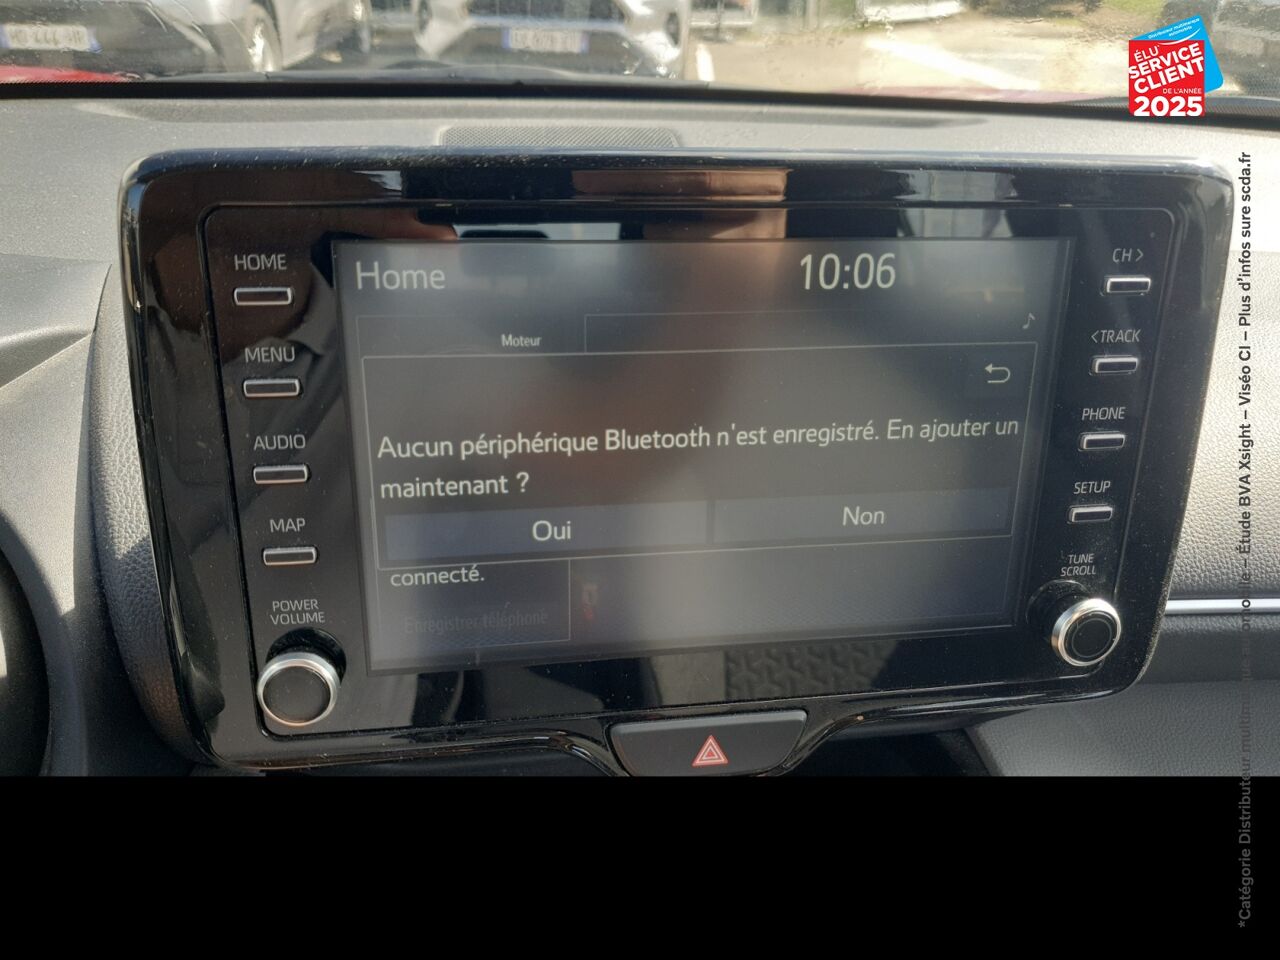 ÉLU
SERVICE
CLIENT
DE L'ANNÉE
2025
HOME
MENU
AUDIO
MAP
POWER
VOLUME
Home
10:06
Moteur
Aucun périphérique Bluetooth n'est enregistré. En ajouter un
maintenant ?
Oui
Non
connecté.
Enregistrer téléphone
CH >
<TRACK
PHONE
SETUP
TUNE
SCROLL
*Catégorie Distributeur multimarque automobile – Étude BVA Xsight – Viséo CI – Plus d'infos sure scda.fr